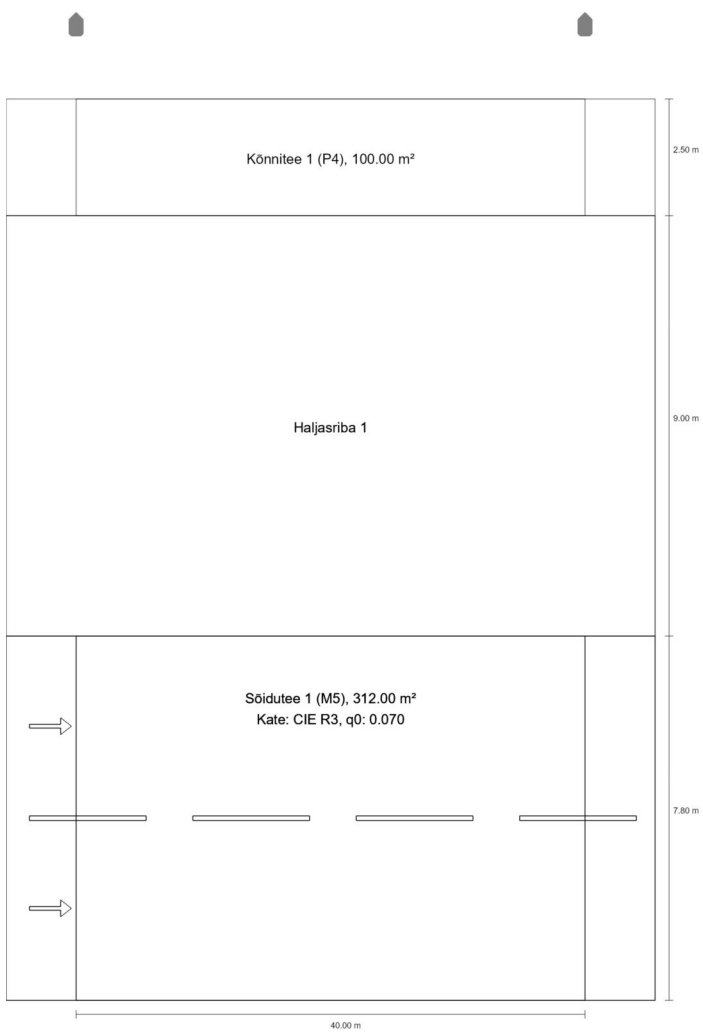 Kõnnitee 1 (P4), 100.00 m²
2.50 m
Haljasriba 1
9.00 m
Sõidutee 1 (M5), 312.00 m²
Kate: CIE R3, q0: 0.070
7.80 m
40.00 m